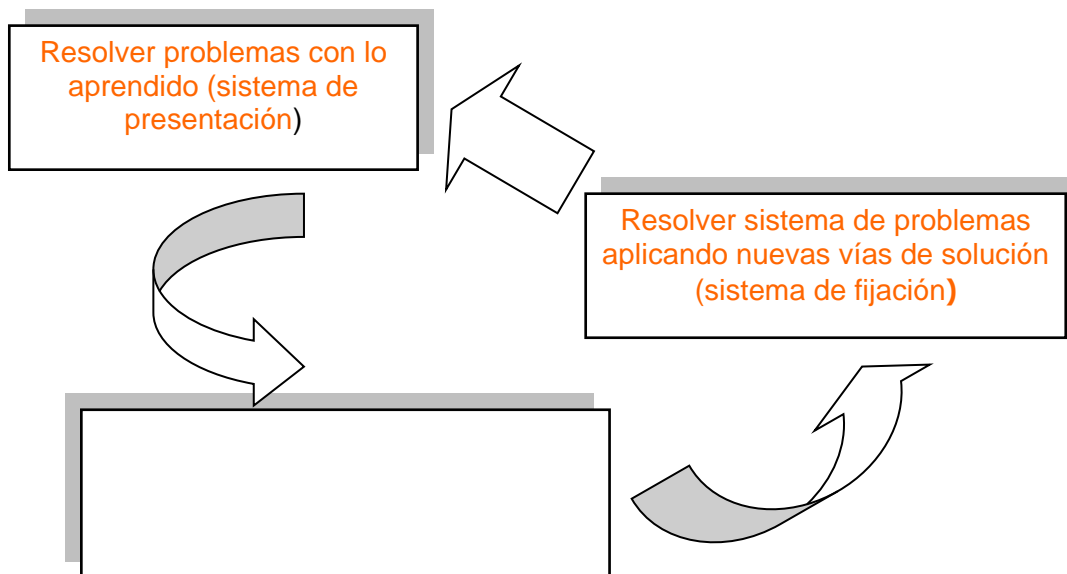 Resolver problemas con lo
aprendido (sistema de
presentación)
Resolver sistema de problemas
aplicando nuevas vías de solución
(sistema de fijación)